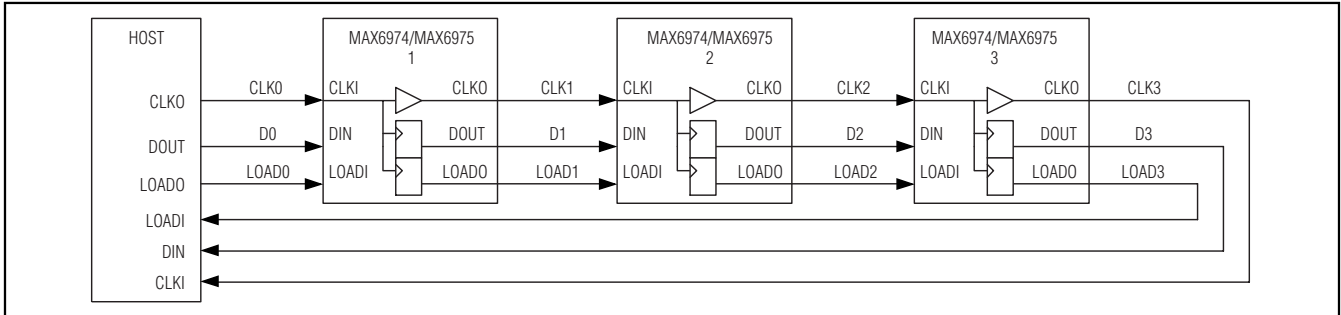 HOST
MAX6974/MAX6975
1
MAX6974/MAX6975
2
MAX6974/MAX6975
3
CLKO CLK0 CLKI CLKO CLK1 CLKI CLKO CLK2 CLKI CLKO CLK3
DOUT D0 DIN DOUT D1 DIN DOUT D2 DIN DOUT D3
LOADO LOAD0 LOADI LOADO LOAD1 LOADI LOADO LOAD2 LOADI LOADO LOAD3
LOADI
DIN
CLKI